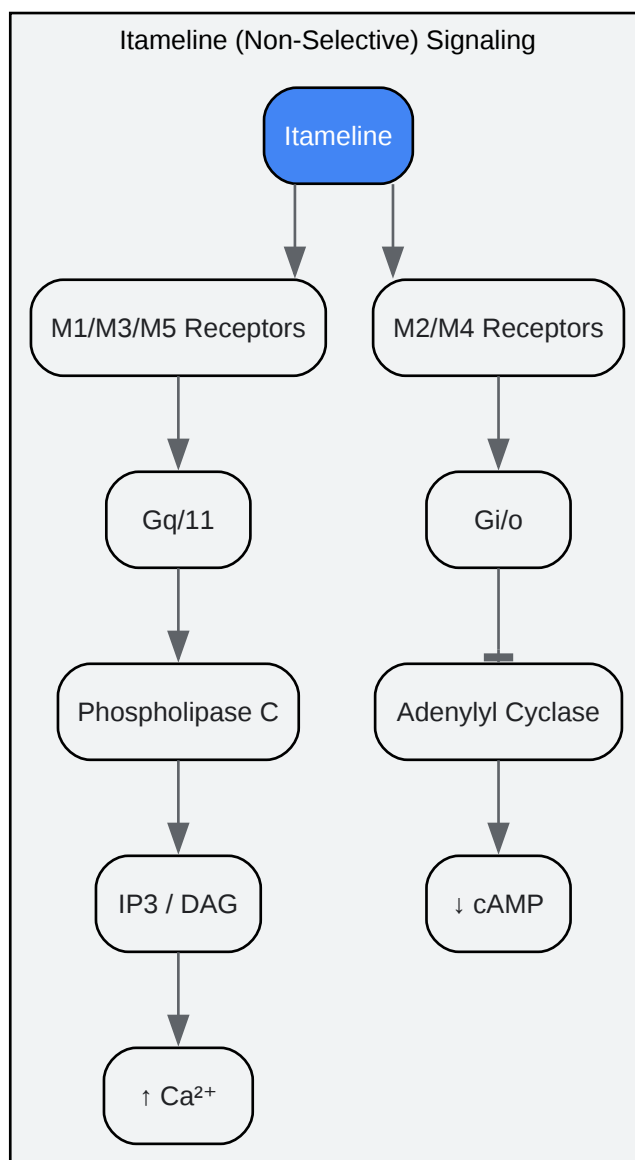 Itameline (Non-Selective) Signaling
Itameline
M1/M3/M5 Receptors
M2/M4 Receptors
Gq/11
Gi/o
Phospholipase C
Adenylyl Cyclase
IP3 / DAG
↓ cAMP
↑ Ca²⁺